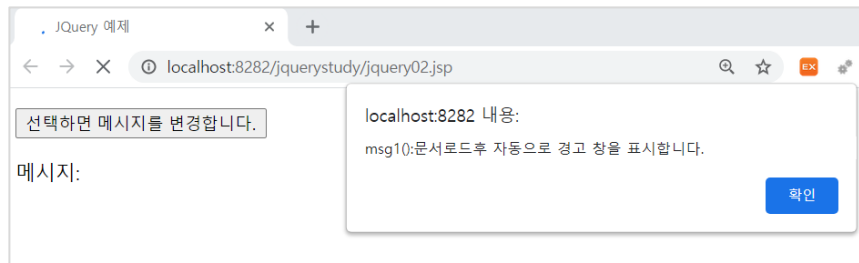 JQuery 예제
localhost:8282/jquerystudy/jquery02.jsp
EX
선택하면 메시지를 변경합니다.
메시지:
localhost:8282 내용:
msg1():문서로드후 자동으로 경고 창을 표시합니다.
확인